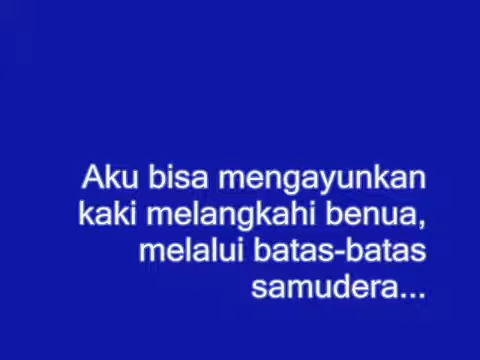 Aku bisa mengayunkan
kaki melangkahi benua,
melalui batas-batas
samudera...